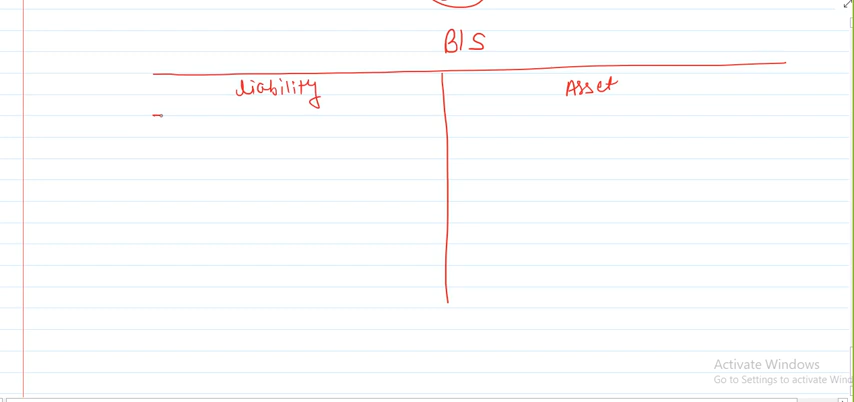 B/S
Liability Asset
Activate Windows
Go to Settings to activate Wind